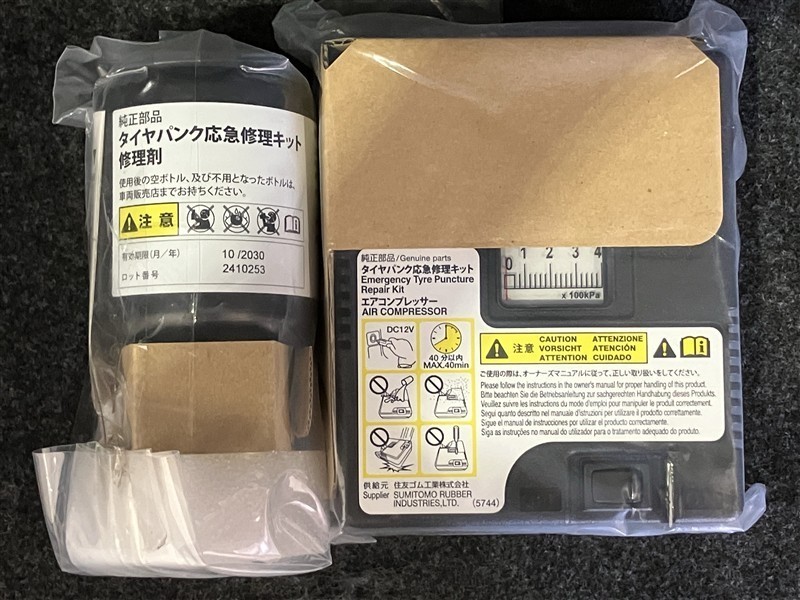 純正部品
タイヤパンク応急修理キット
修理剤
使用後の空ボトル、及び不用となったボトルは、
車両販売店までお持ちください。
注意
有効期限(月/年) 10/2030
ロット番号 2410253
純正部品/Genuine parts
タイヤパンク応急修理キット
Emergency Tyre Puncture
Repair Kit
エアコンプレッサー
AIR COMPRESSOR
DC12V
40分以内
MAX.40min
供給元 住友ゴム工業株式会社
Supplier SUMITOMO RUBBER
INDUSTRIES,LTD. (5744)
0 1 2 3 4
x 100kPa
注意
CAUTION ATTENZIONE
VORSICHT ATENCIÓN
ATTENTION CUIDADO
ご使用の際は、オーナーズマニュアルに従って、正しい取り扱いをしてください。
Please follow the instructions in the owner's manual for proper handling of this product.
Bitte beachten Sie die Betriebsanleitung zur sachgerechten Handhabung dieses Produkts.
Veuillez suivre les instructions du mode d'emploi pour manipuler le produit correctement.
Segui quanto descritto nel manuale d'istruzioni per utilizzare il prodotto correttamente.
Sigue el manual de instrucciones por utilizar el producto correctamente.
Siga as instruções no manual do utilizador para o tratamento adequado do produto.